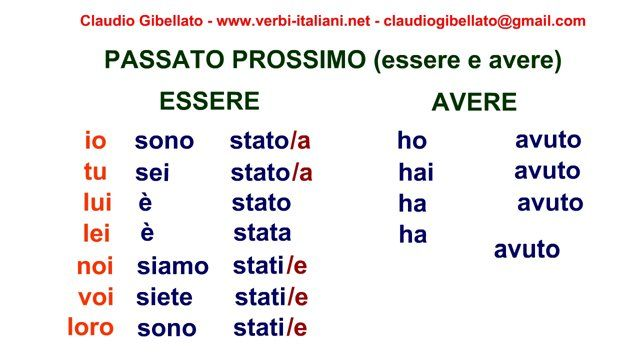 Claudio Gibellato - www.verbi-italiani.net - claudiogibellato@gmail.com
PASSATO PROSSIMO (essere e avere)
ESSERE AVERE
io sono stato/a ho avuto
tu sei stato/a hai avuto
lui è stato ha avuto
lei è stata ha avuto
noi siamo stati/e
voi siete stati/e
loro sono stati/e